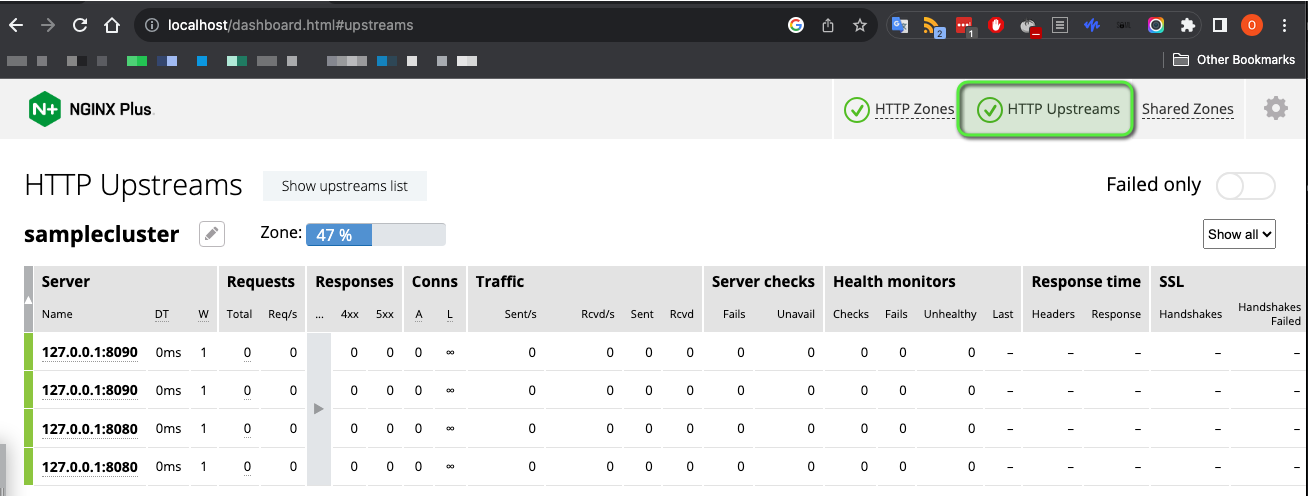 localhost/dashboard.html#upstreams
2
1
O
Other Bookmarks
N+ NGINX Plus
HTTP Zones HTTP Upstreams Shared Zones
HTTP Upstreams Show upstreams list Failed only
samplecluster Zone: 47 % Show all
Server Requests Responses Conns Traffic Server checks Health monitors Response time SSL
Name DT W Total Req/s ... 4xx 5xx A L Sent/s Rcvd/s Sent Rcvd Fails Unavail Checks Fails Unhealthy Last Headers Response Handshakes Handshakes Failed
127.0.0.1:8090 0ms 1 0 0 0 0 0 ∞ 0 0 0 0 0 0 0 0 0 – – – – –
127.0.0.1:8090 0ms 1 0 0 0 0 0 ∞ 0 0 0 0 0 0 0 0 0 – – – – –
127.0.0.1:8080 0ms 1 0 0 0 0 0 ∞ 0 0 0 0 0 0 0 0 0 – – – – –
127.0.0.1:8080 0ms 1 0 0 0 0 0 ∞ 0 0 0 0 0 0 0 0 0 – – – – –